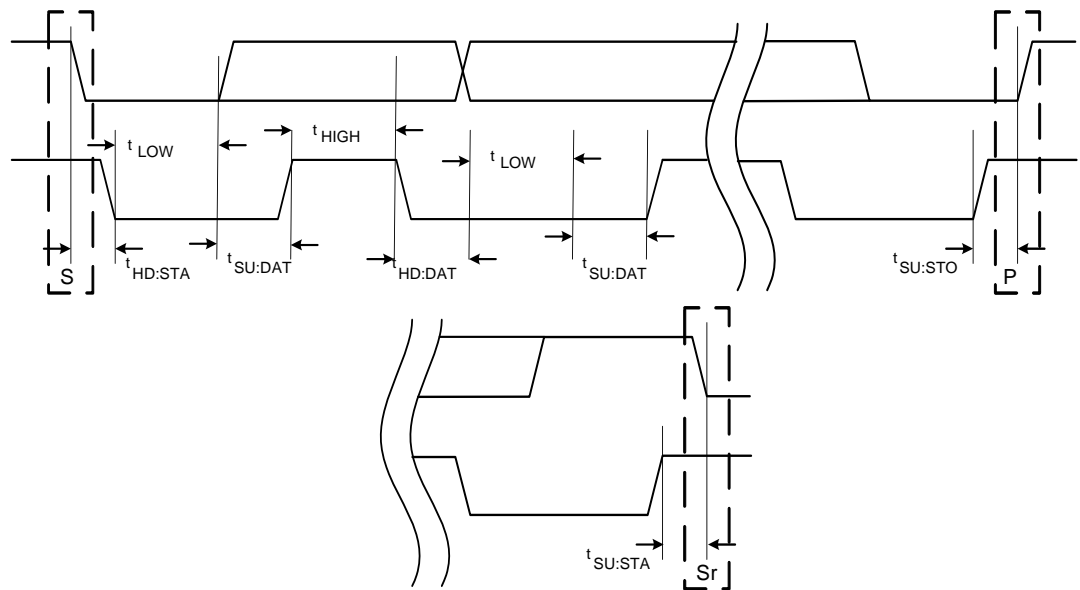 t LOW
t HIGH
t LOW
S
t HD:STA
t SU:DAT
t HD:DAT
t SU:DAT
t SU:STO
P
t SU:STA
Sr